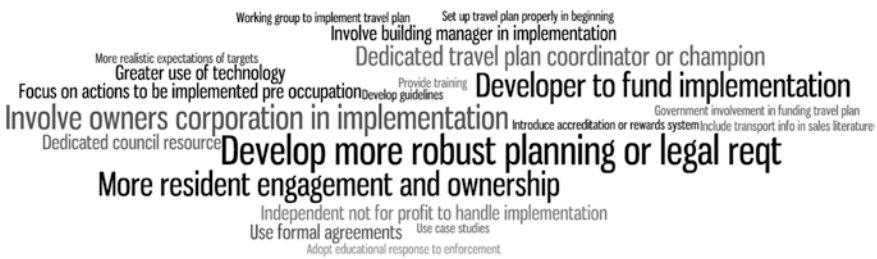 Working group to implement travel plan
Set up travel plan properly in beginning
Involve building manager in implementation
More realistic expectations of targets
Dedicated travel plan coordinator or champion
Greater use of technology
Provide training
Developer to fund implementation
Focus on actions to be implemented pre occupation
Develop guidelines
Involve owners corporation in implementation
Government involvement in funding travel plan
Introduce accreditation or rewards system
Include transport info in sales literature
Dedicated council resource
Develop more robust planning or legal reqt
More resident engagement and ownership
Independent not for profit to handle implementation
Use formal agreements
Use case studies
Adopt educational response to enforcement